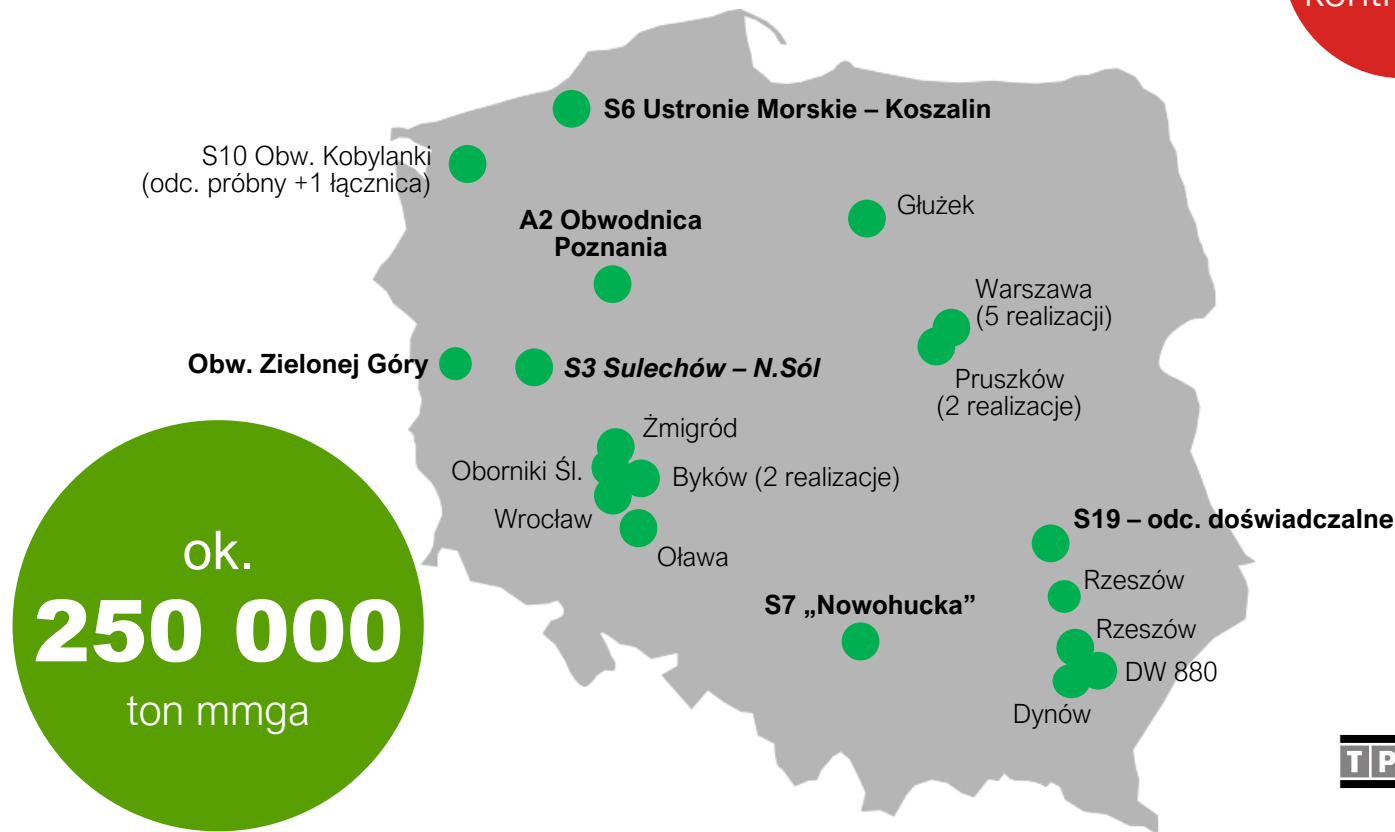 S6 Ustronie Morskie – Koszalin
S10 Obw. Kobylanki
(odc. próbny +1 łącznica)
Głużek
A2 Obwodnica
Poznania
Warszawa
(5 realizacji)
Obw. Zielonej Góry
S3 Sulechów – N.Sól
Pruszków
(2 realizacje)
Żmigród
Oborniki Śl.
Byków (2 realizacje)
Wrocław
Oława
S19 – odc. doświadczalne
Rzeszów
S7 „Nowohucka”
Rzeszów
DW 880
Dynów
ok.
250 000
ton mmga
TP